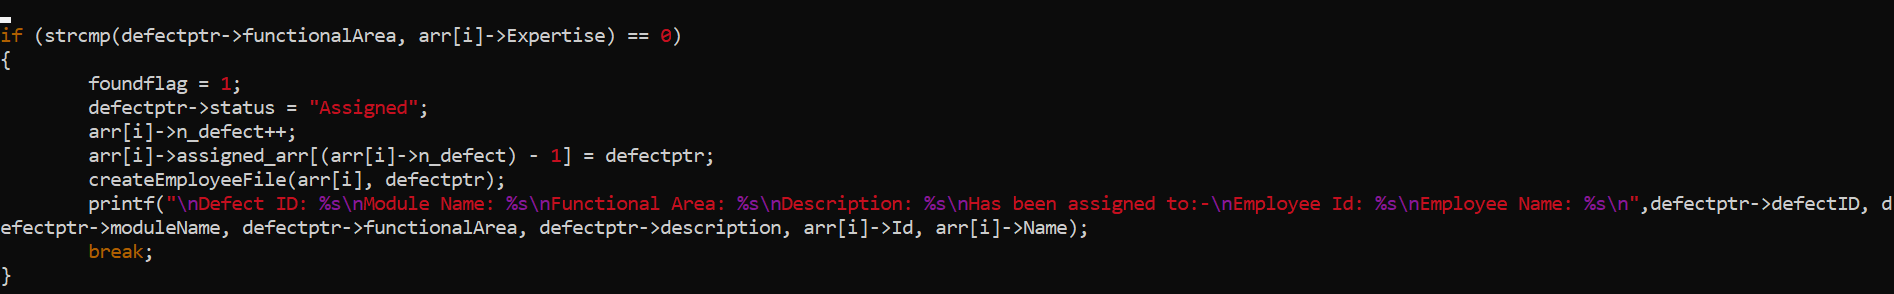 if (strcmp(defectptr->functionalArea, arr[i]->Expertise) == 0)
{
        foundflag = 1;
        defectptr->status = "Assigned";
        arr[i]->n_defect++;
        arr[i]->assigned_arr[(arr[i]->n_defect) - 1] = defectptr;
        createEmployeeFile(arr[i], defectptr);
        printf("\nDefect ID: %s\nModule Name: %s\nFunctional Area: %s\nDescription: %s\nHas been assigned to:-\nEmployee Id: %s\nEmployee Name: %s\n",defectptr->defectID, d
efectptr->moduleName, defectptr->functionalArea, defectptr->description, arr[i]->Id, arr[i]->Name);
        break;
}